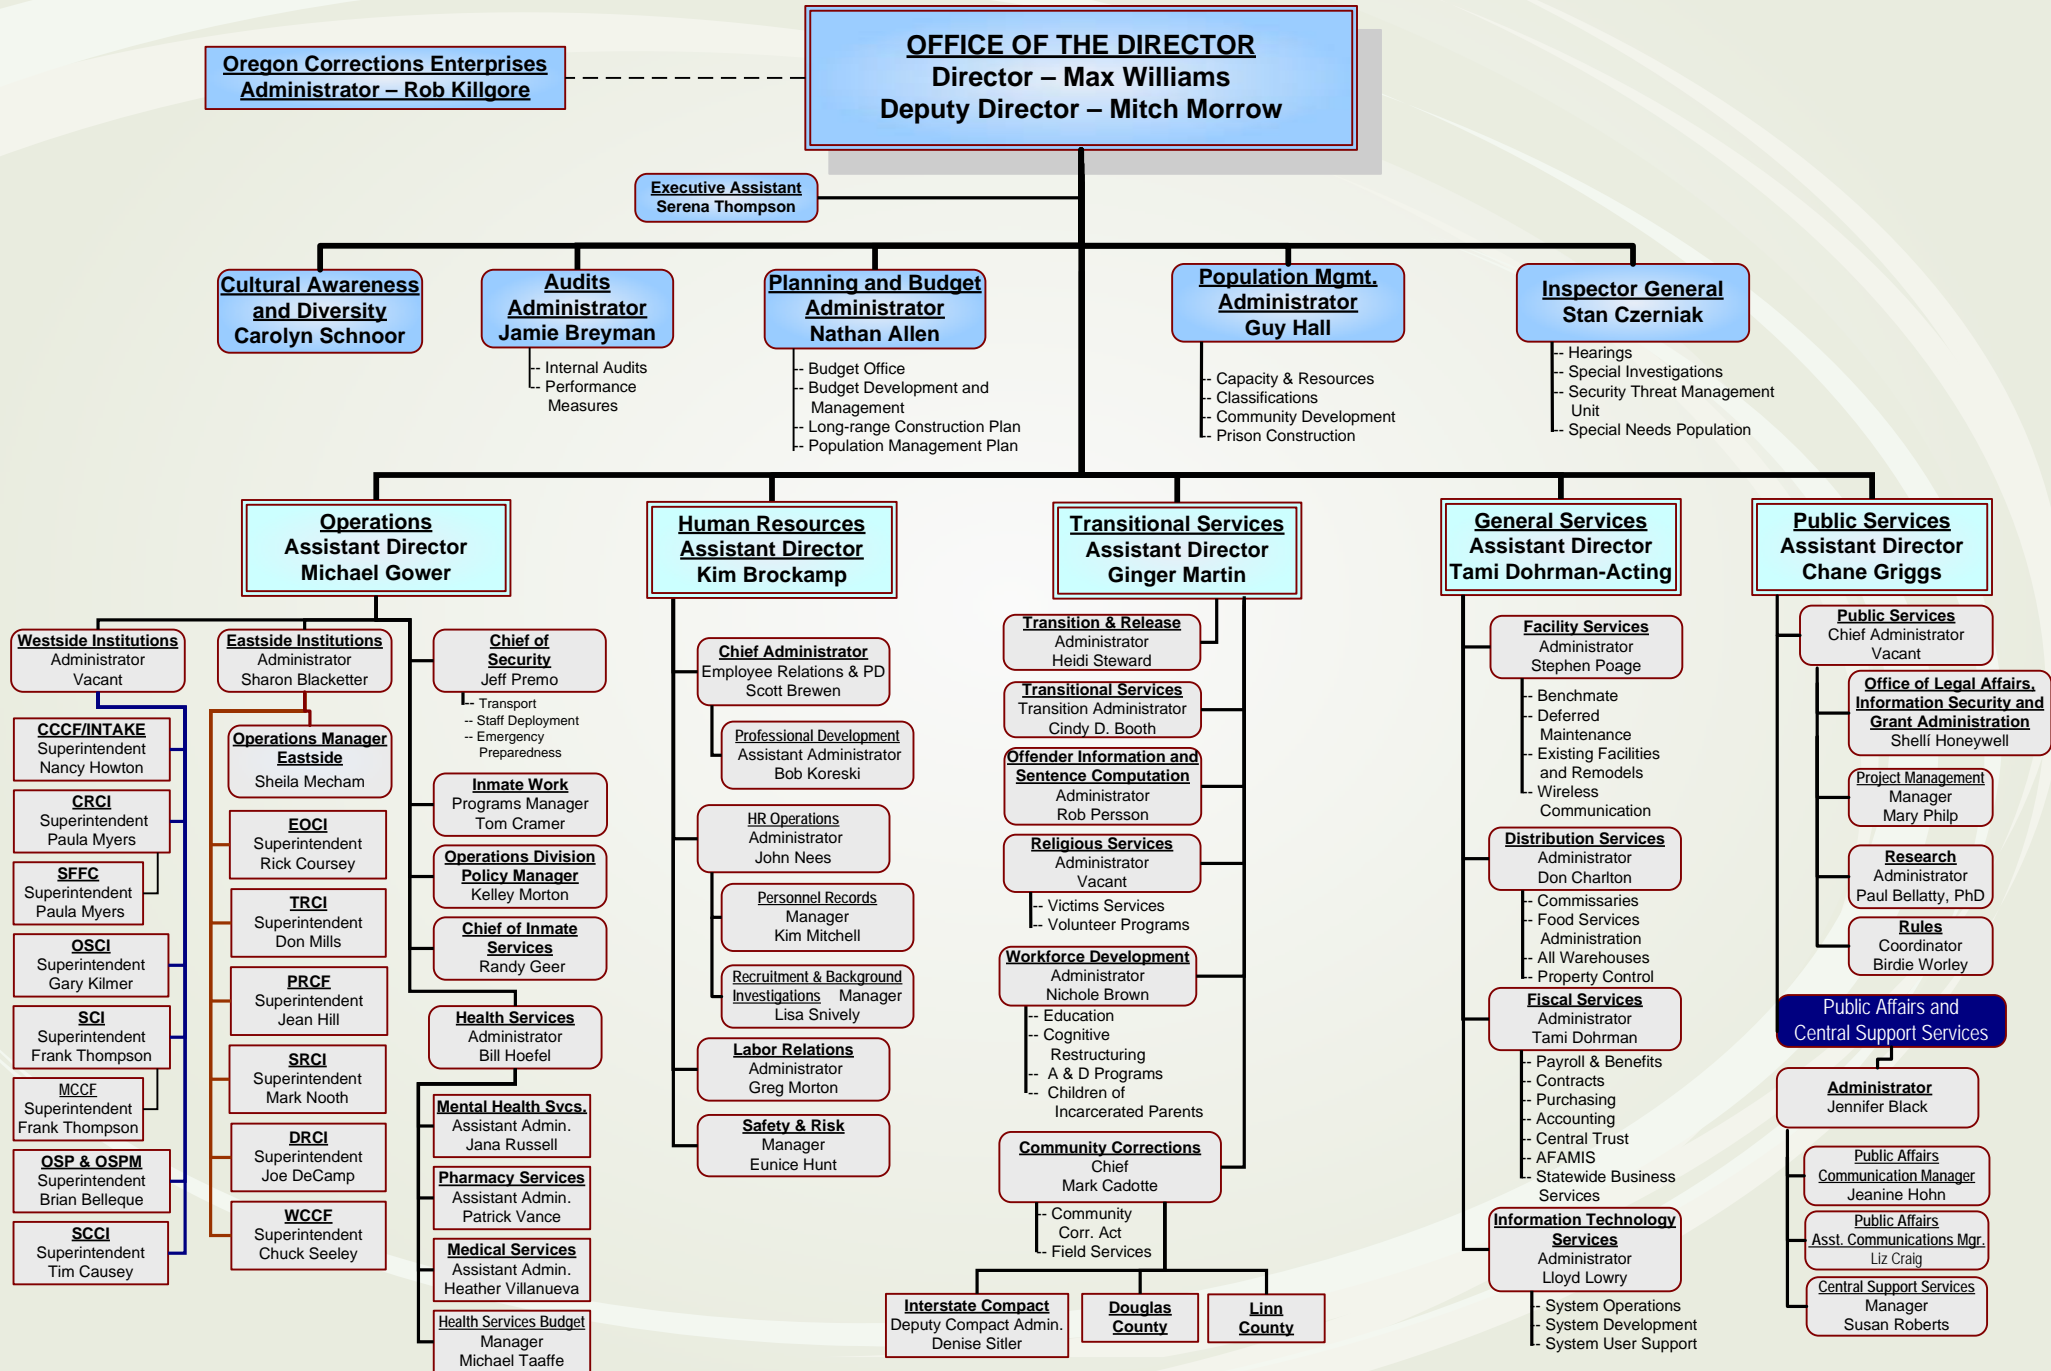 OFFICE OF THE DIRECTOR
Director – Max Williams
Deputy Director – Mitch Morrow
Oregon Corrections Enterprises
Administrator – Rob Killgore
Executive Assistant
Serena Thompson
Cultural Awareness
and Diversity
Carolyn Schnoor
Audits
Administrator
Jamie Breyman
-- Internal Audits
-- Performance
Measures
Planning and Budget
Administrator
Nathan Allen
-- Budget Office
-- Budget Development and
Management
-- Long-range Construction Plan
-- Population Management Plan
Population Mgmt.
Administrator
Guy Hall
-- Capacity & Resources
-- Classifications
-- Community Development
-- Prison Construction
Inspector General
Stan Czerniak
-- Hearings
-- Special Investigations
-- Security Threat Management
Unit
-- Special Needs Population
Operations
Assistant Director
Michael Gower
Westside Institutions
Administrator
Vacant
CCCF/INTAKE
Superintendent
Nancy Howton
CRCI
Superintendent
Paula Myers
SFFC
Superintendent
Paula Myers
OSCI
Superintendent
Gary Kilmer
SCI
Superintendent
Frank Thompson
MCCF
Superintendent
Frank Thompson
OSP & OSPM
Superintendent
Brian Belleque
SCCI
Superintendent
Tim Causey
Eastside Institutions
Administrator
Sharon Blacketter
Operations Manager
Eastside
Sheila Mecham
EOCI
Superintendent
Rick Coursey
TRCI
Superintendent
Don Mills
PRCF
Superintendent
Jean Hill
SRCI
Superintendent
Mark Nooth
DRCI
Superintendent
Joe DeCamp
WCCF
Superintendent
Chuck Seeley
Chief of
Security
Jeff Premo
-- Transport
-- Staff Deployment
-- Emergency
Preparedness
Inmate Work
Programs Manager
Tom Cramer
Operations Division
Policy Manager
Kelley Morton
Chief of Inmate
Services
Randy Geer
Health Services
Administrator
Bill Hoefel
Mental Health Svcs.
Assistant Admin.
Jana Russell
Pharmacy Services
Assistant Admin.
Patrick Vance
Medical Services
Assistant Admin.
Heather Villanueva
Health Services Budget
Manager
Michael Taaffe
Human Resources
Assistant Director
Kim Brockamp
Chief Administrator
Employee Relations & PD
Scott Brewen
Professional Development
Assistant Administrator
Bob Koreski
HR Operations
Administrator
John Nees
Personnel Records
Manager
Kim Mitchell
Recruitment & Background
Investigations Manager
Lisa Snively
Labor Relations
Administrator
Greg Morton
Safety & Risk
Manager
Eunice Hunt
Transitional Services
Assistant Director
Ginger Martin
Transition & Release
Administrator
Heidi Steward
Transitional Services
Transition Administrator
Cindy D. Booth
Offender Information and
Sentence Computation
Administrator
Rob Persson
Religious Services
Administrator
Vacant
-- Victims Services
-- Volunteer Programs
Workforce Development
Administrator
Nichole Brown
-- Education
-- Cognitive
Restructuring
-- A & D Programs
-- Children of
Incarcerated Parents
Community Corrections
Chief
Mark Cadotte
-- Community
Corr. Act
-- Field Services
Interstate Compact
Deputy Compact Admin.
Denise Sitler
Douglas
County
Linn
County
General Services
Assistant Director
Tami Dohrman-Acting
Facility Services
Administrator
Stephen Poage
-- Benchmate
-- Deferred
Maintenance
-- Existing Facilities
and Remodels
-- Wireless
Communication
Distribution Services
Administrator
Don Charlton
-- Commissaries
-- Food Services
Administration
-- All Warehouses
-- Property Control
Fiscal Services
Administrator
Tami Dohrman
-- Payroll & Benefits
-- Contracts
-- Purchasing
-- Accounting
-- Central Trust
-- AFAMIS
-- Statewide Business
Services
Information Technology
Services
Administrator
Lloyd Lowry
-- System Operations
-- System Development
-- System User Support
Public Services
Assistant Director
Chane Griggs
Public Services
Chief Administrator
Vacant
Office of Legal Affairs,
Information Security and
Grant Administration
Shellí Honeywell
Project Management
Manager
Mary Philp
Research
Administrator
Paul Bellatty, PhD
Rules
Coordinator
Birdie Worley
Public Affairs and
Central Support Services
Administrator
Jennifer Black
Public Affairs
Communication Manager
Jeanine Hohn
Public Affairs
Asst. Communications Mgr.
Liz Craig
Central Support Services
Manager
Susan Roberts